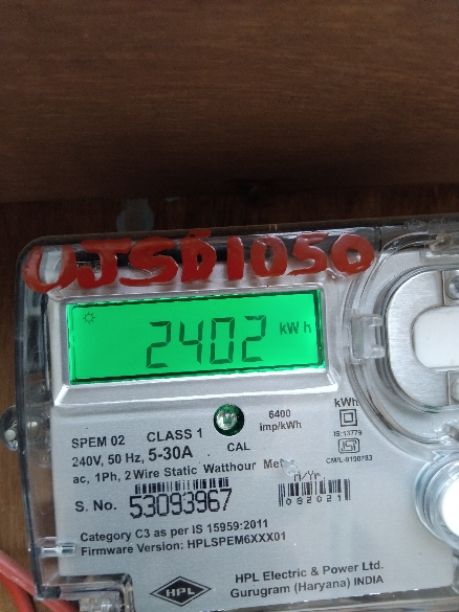 UJSD1050
2402 kWh
6400
imp/kWh
kWh
IS:13779
SPEM 02 CLASS 1
240V, 50 Hz, 5-30A CAL
ac, 1Ph, 2 Wire Static Watthour
m/Yr.
S. No. 53093967
092021
Category C3 as per IS 15959:2011
Firmware Version: HPLSPEM6XXX01
HPL
HPL Electric & Power Ltd.
Gurugram (Haryana) INDIA